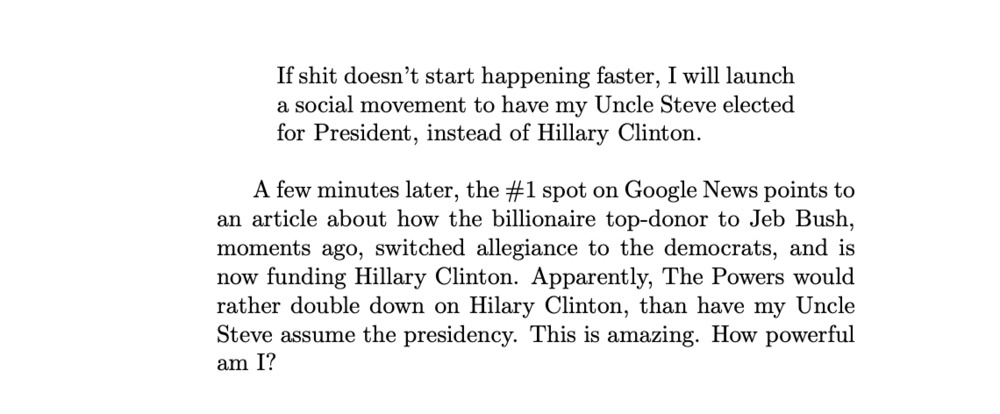 If shit doesn't start happening faster, I will launch
a social movement to have my Uncle Steve elected
for President, instead of Hillary Clinton.
A few minutes later, the #1 spot on Google News points to
an article about how the billionaire top-donor to Jeb Bush,
moments ago, switched allegiance to the democrats, and is
now funding Hillary Clinton. Apparently, The Powers would
rather double down on Hilary Clinton, than have my Uncle
Steve assume the presidency. This is amazing. How powerful
am I?